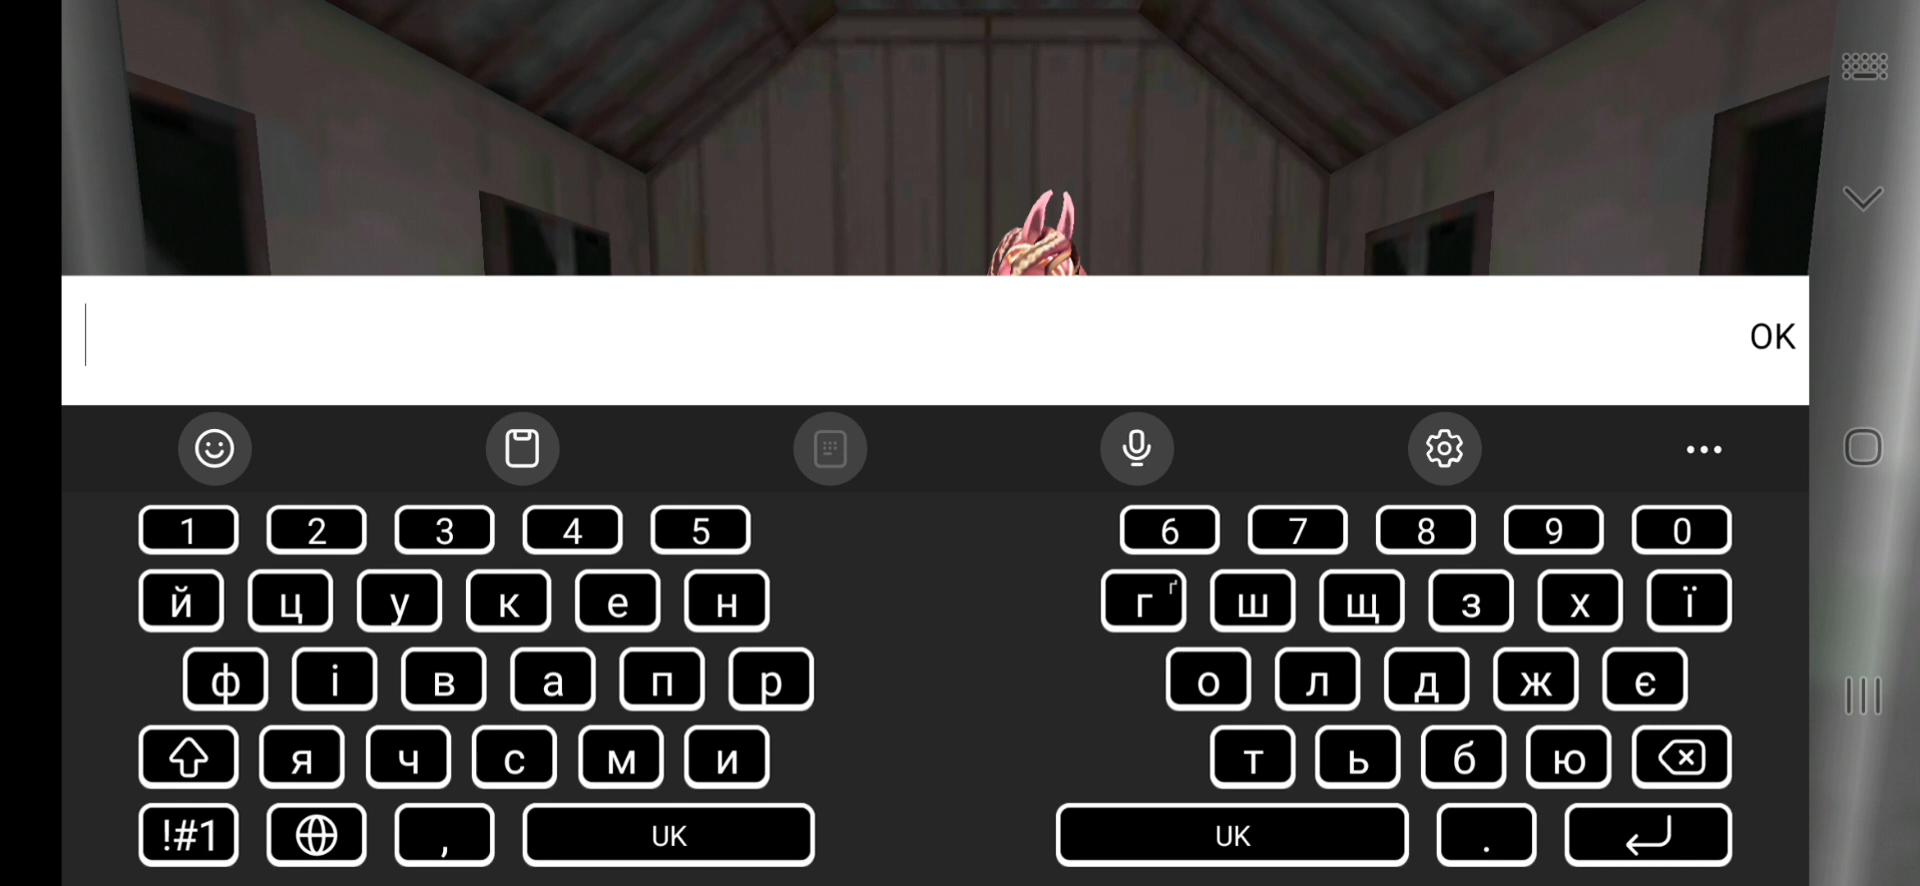 OK
1 2 3 4 5 6 7 8 9 0
й ц у к е н г ґ ш щ з х ї
ф і в а п р о л д ж є
я ч с м и т ь б ю
!#1 , UK UK .